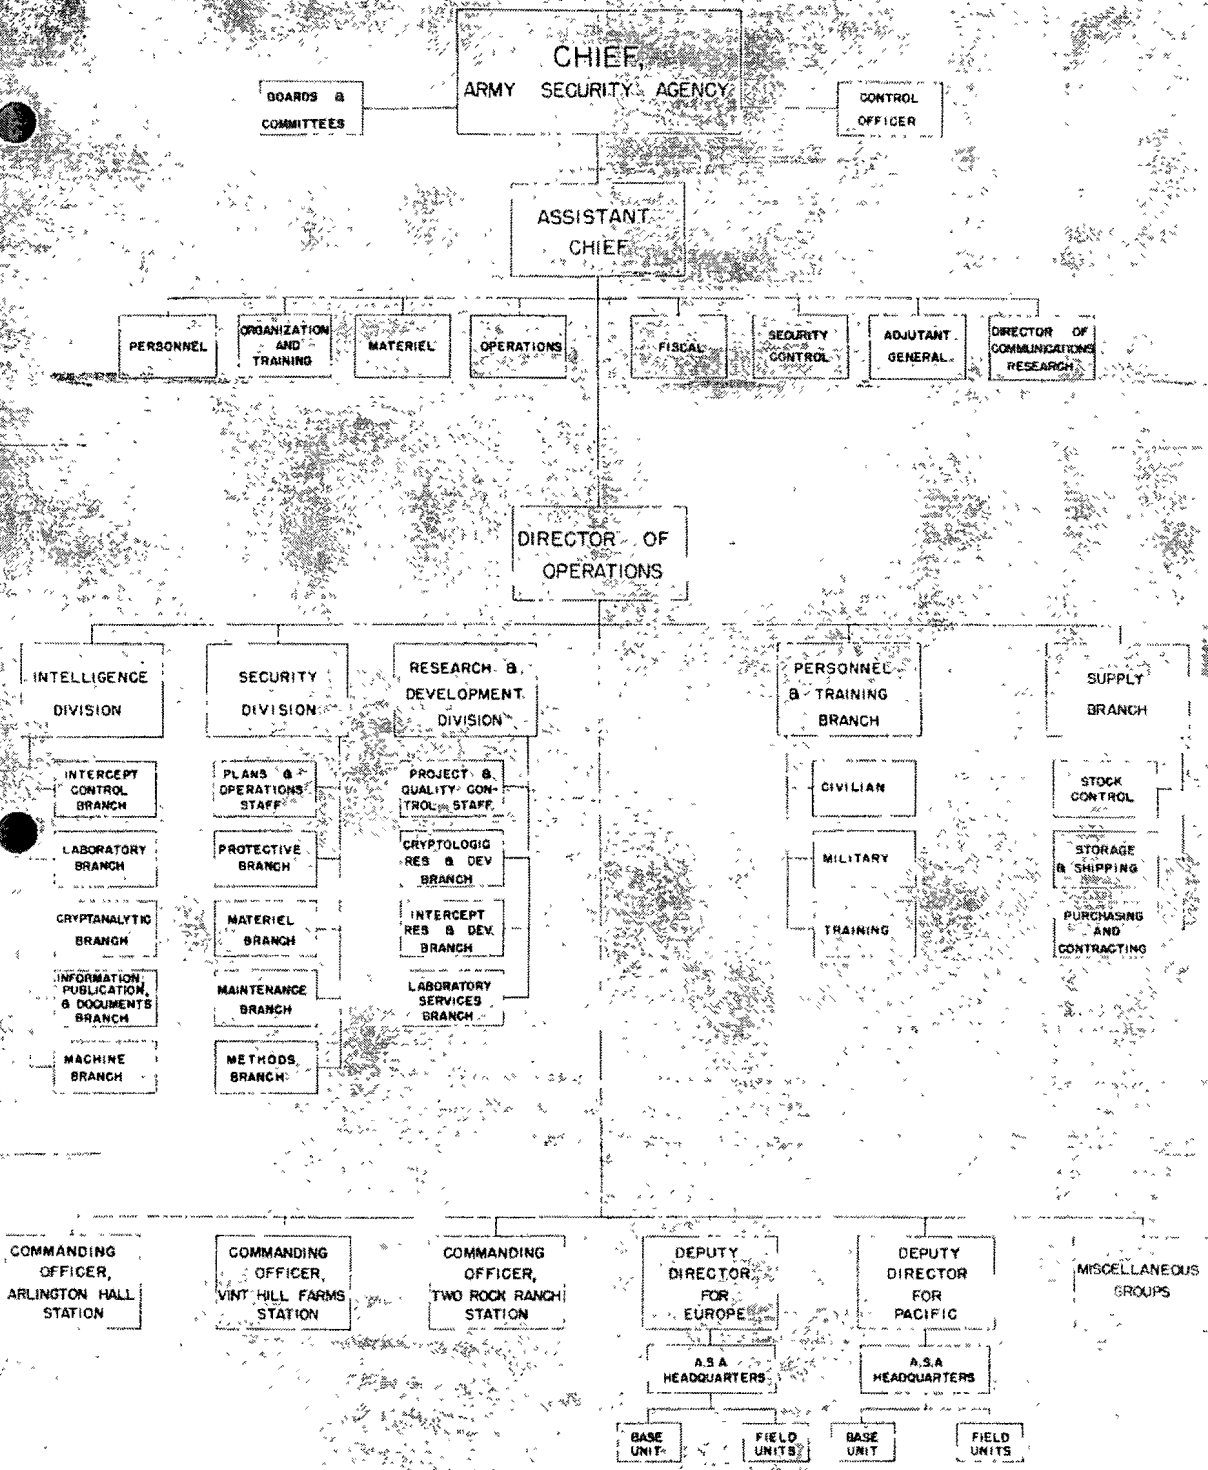 CHIEF,
ARMY SECURITY AGENCY
BOARDS &
COMMITTEES
CONTROL
OFFICER
ASSISTANT
CHIEF
PERSONNEL
ORGANIZATION
AND
TRAINING
MATERIEL
OPERATIONS
FISCAL
SECURITY
CONTROL
ADJUTANT
GENERAL
DIRECTOR OF
COMMUNICATIONS
RESEARCH
DIRECTOR OF
OPERATIONS
INTELLIGENCE
DIVISION
SECURITY
DIVISION
RESEARCH &
DEVELOPMENT
DIVISION
PERSONNEL
& TRAINING
BRANCH
SUPPLY
BRANCH
INTERCEPT
CONTROL
BRANCH
PLANS &
OPERATIONS
STAFF
PROJECT &
QUALITY CON-
TROL STAFF
CIVILIAN
STOCK
CONTROL
LABORATORY
BRANCH
PROTECTIVE
BRANCH
CRYPTOLOGIC
RES & DEV
BRANCH
MILITARY
STORAGE
& SHIPPING
CRYPTANALYTIC
BRANCH
MATERIEL
BRANCH
INTERCEPT
RES & DEV.
BRANCH
TRAINING
PURCHASING
AND
CONTRACTING
INFORMATION,
PUBLICATION,
& DOCUMENTS
BRANCH
MAINTENANCE
BRANCH
LABORATORY
SERVICES
BRANCH
MACHINE
BRANCH
METHODS
BRANCH
COMMANDING
OFFICER,
ARLINGTON HALL
STATION
COMMANDING
OFFICER,
VINT HILL FARMS
STATION
COMMANDING
OFFICER,
TWO ROCK RANCH
STATION
DEPUTY
DIRECTOR
FOR
EUROPE
DEPUTY
DIRECTOR
FOR
PACIFIC
MISCELLANEOUS
GROUPS
A.S.A
HEADQUARTERS
A.S.A
HEADQUARTERS
BASE
UNIT
FIELD
UNITS
BASE
UNIT
FIELD
UNITS